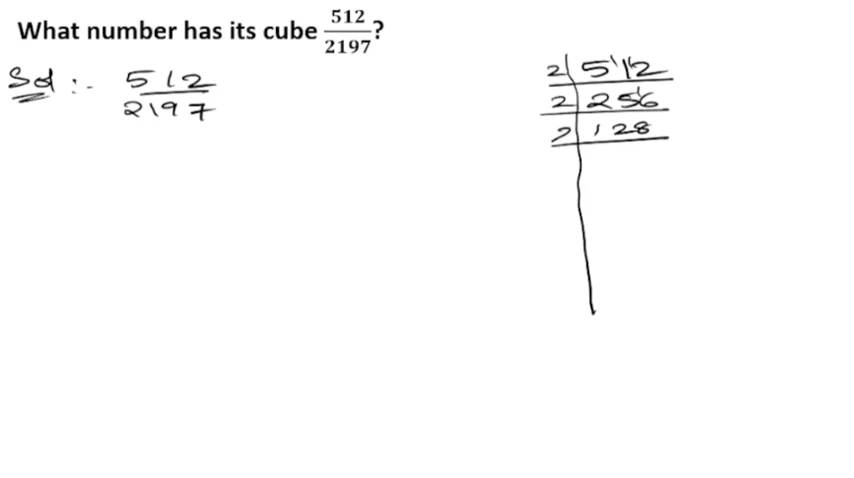 What number has its cube 512/2197?
Sol :- 512/2197
2 | 512
2 | 256
2 | 128